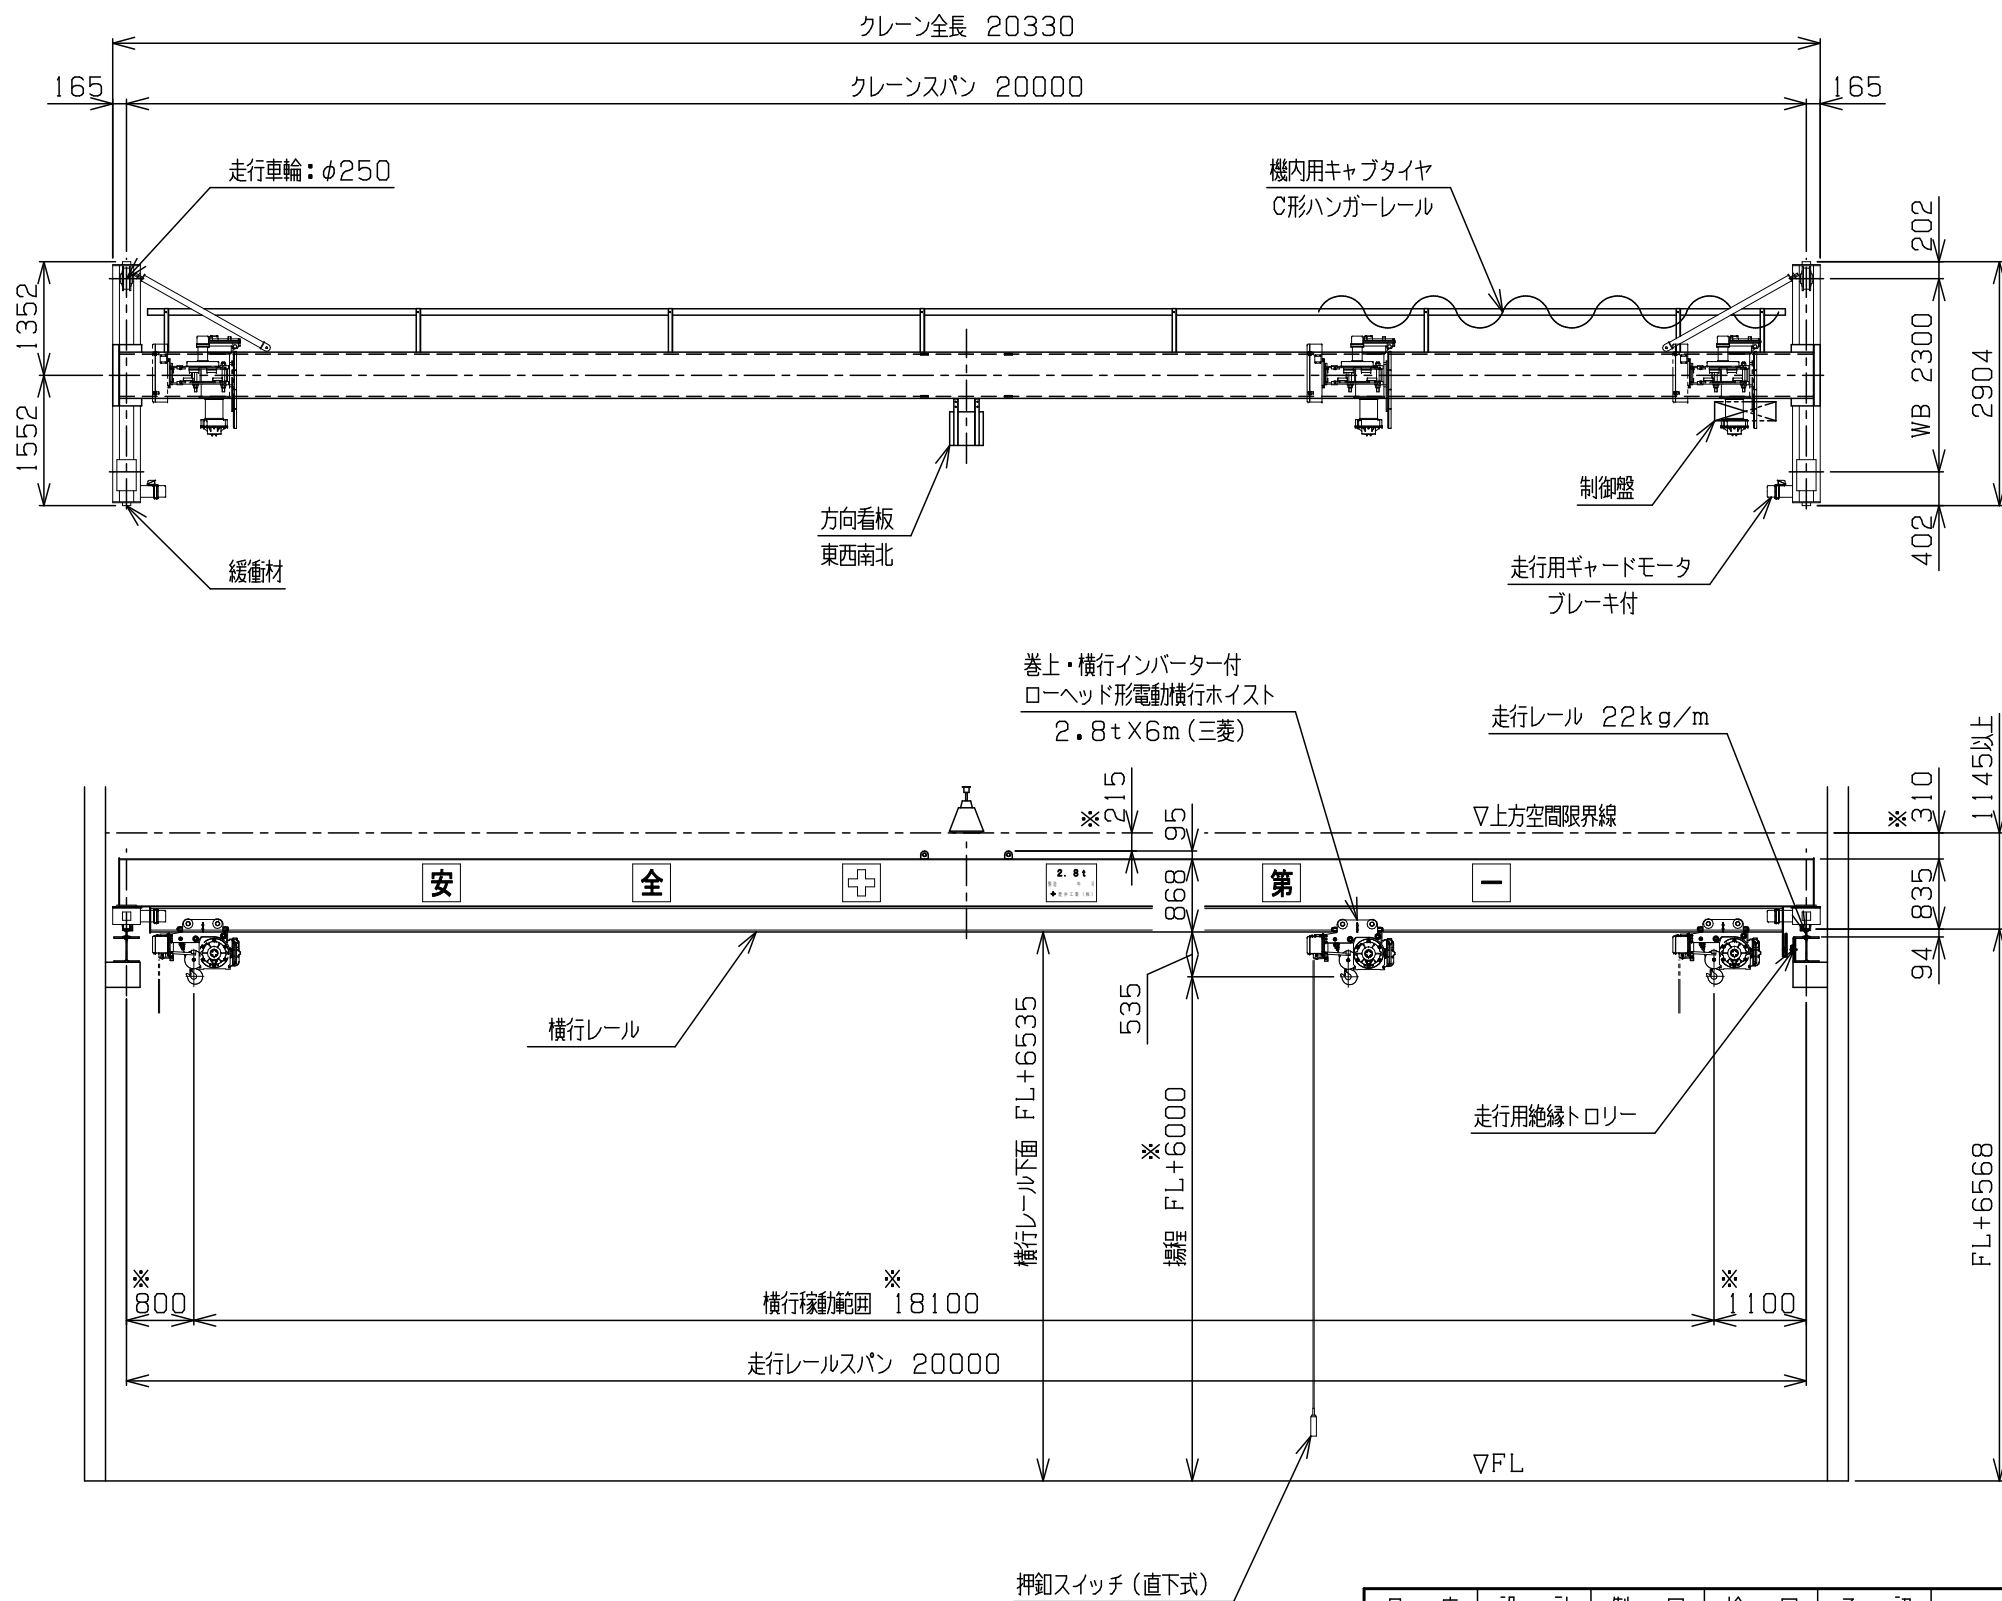 クレーン全長 20330
165
クレーンスパン 20000
165
走行車輪：φ250
機内用キャブタイヤ
C形ハンガーレール
202
1352
WB 2300
2904
1552
402
制御盤
方向看板
東西南北
緩衝材
走行用ギャードモータ
ブレーキ付
巻上・横行インバーター付
ローヘッド形電動横行ホイスト
2.8t×6m(三菱)
走行レール 22kg/m
1145以上
※310
※215
95
▽上方空間限界線
安
全
2.8t
第
一
868
835
94
535
横行レール
横行レール下面 FL+6535
※
揚程 FL+6000
走行用絶縁トロリー
FL+6568
※
800
※
横行稼動範囲 18100
※
1100
走行レールスパン 20000
▽FL
押釦スイッチ(直下式)